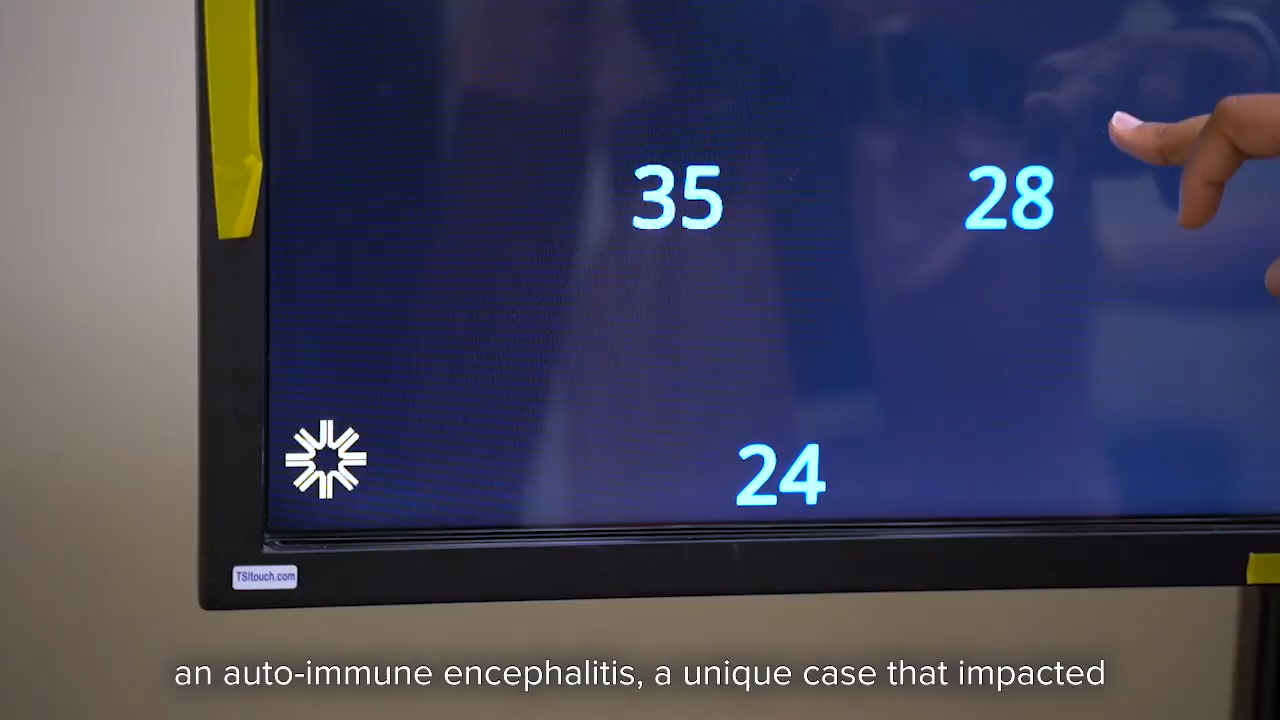 35 28
24
TSItouch.com
an auto-immune encephalitis, a unique case that impacted